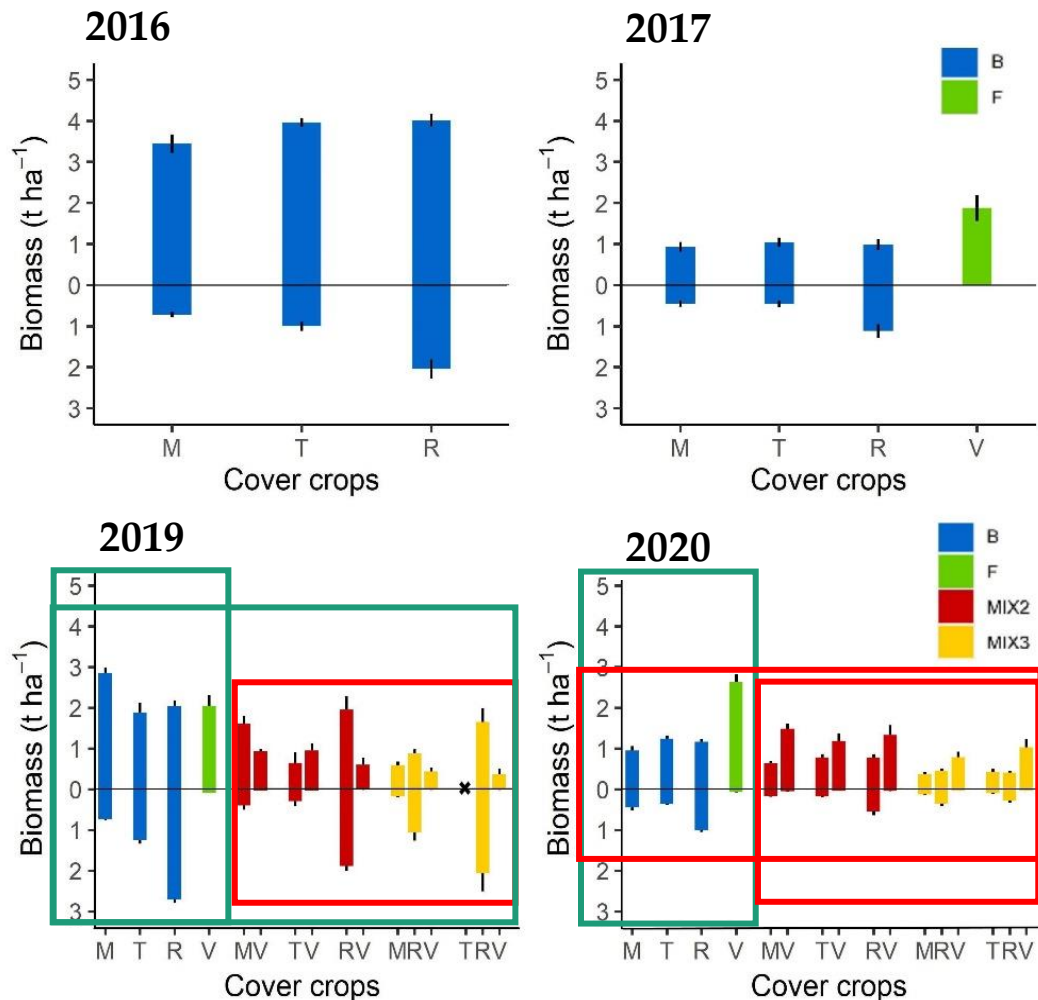 2016
5
4
3
2
1
0
1
2
3
Biomass (t ha⁻¹)
M T R
Cover crops
2017
5
4
3
2
1
0
1
2
3
Biomass (t ha⁻¹)
M T R V
Cover crops
B
F
2019
5
4
3
2
1
0
1
2
3
Biomass (t ha⁻¹)
M T R V MV TV RV MRV TRV
Cover crops
2020
5
4
3
2
1
0
1
2
3
Biomass (t ha⁻¹)
M T R V MV TV RV MRV TRV
Cover crops
B
F
MIX2
MIX3